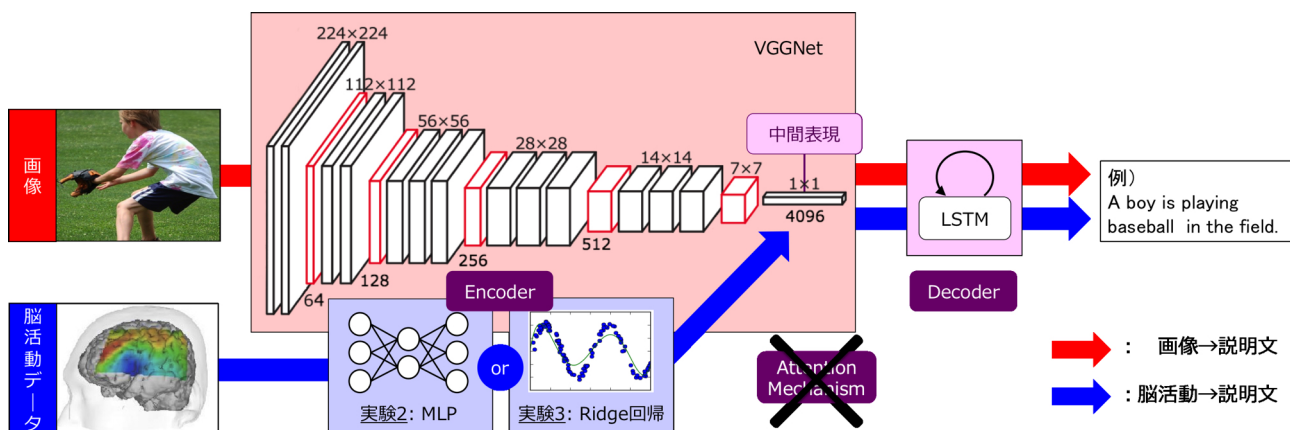 224×224
VGGNet
112×112
56×56
28×28
14×14
7×7
1×1
4096
中間表現
画像
64
128
256
512
Encoder
LSTM
Decoder
例）
A boy is playing
baseball in the field.
脳活動データ
or
実験2: MLP
実験3: Ridge回帰
Attention
Mechanism
： 画像→説明文
：脳活動→説明文